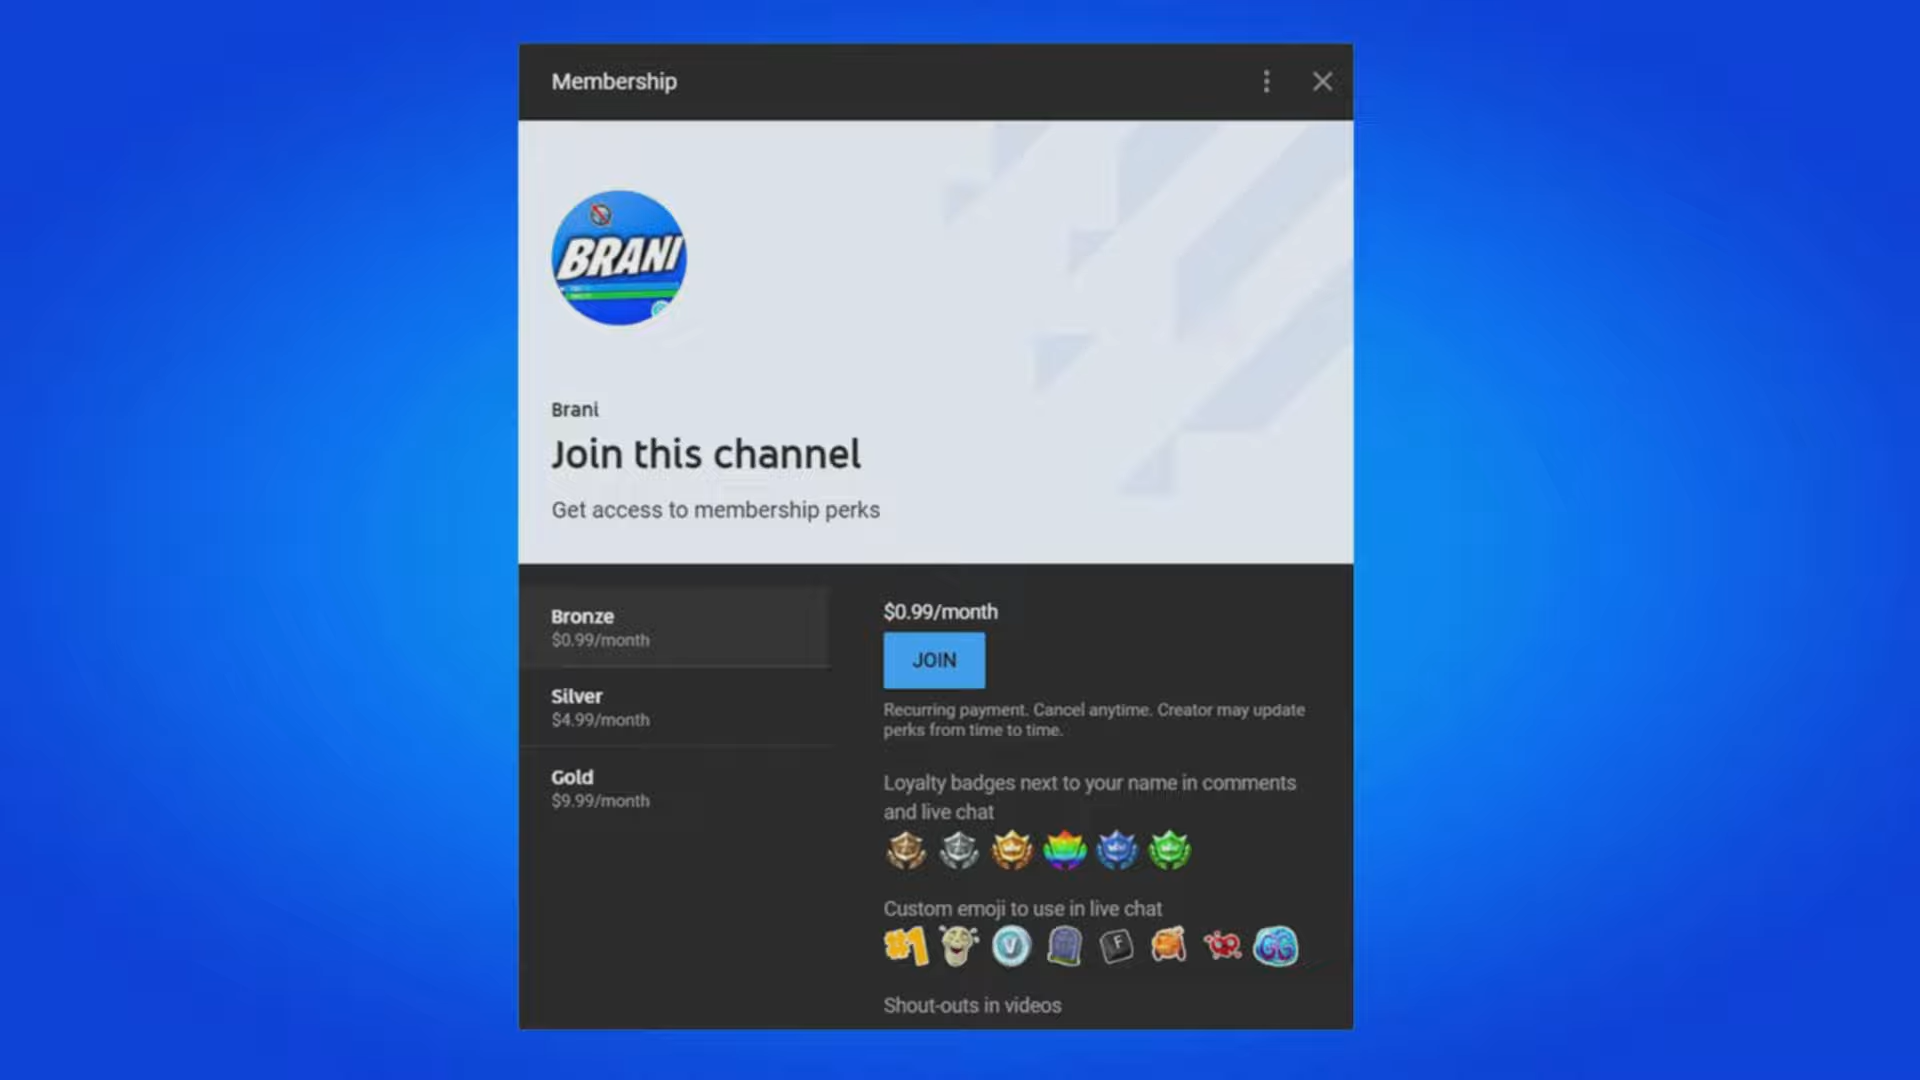 Membership
BRANI
Brani
Join this channel
Get access to membership perks
Bronze
$0.99/month
Silver
$4.99/month
Gold
$9.99/month
$0.99/month
JOIN
Recurring payment. Cancel anytime. Creator may update
perks from time to time.
Loyalty badges next to your name in comments
and live chat
Custom emoji to use in live chat
#1
V
F
GG
Shout-outs in videos